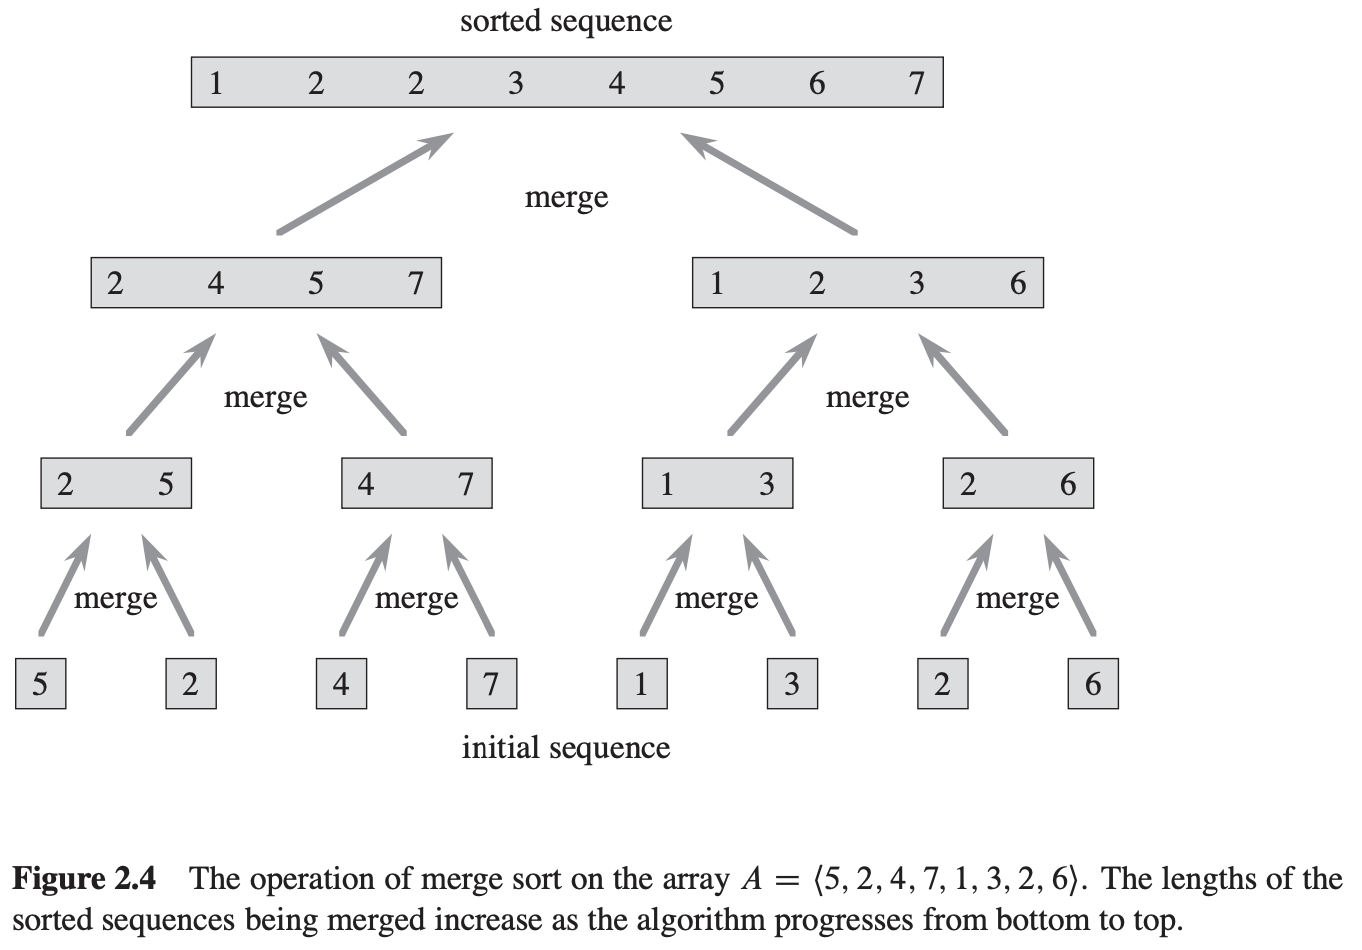 sorted sequence
1 2 2 3 4 5 6 7
merge
2 4 5 7 1 2 3 6
merge merge
2 5 4 7 1 3 2 6
merge merge merge merge
5 2 4 7 1 3 2 6
initial sequence
Figure 2.4 The operation of merge sort on the array A = ⟨5, 2, 4, 7, 1, 3, 2, 6⟩. The lengths of the
sorted sequences being merged increase as the algorithm progresses from bottom to top.